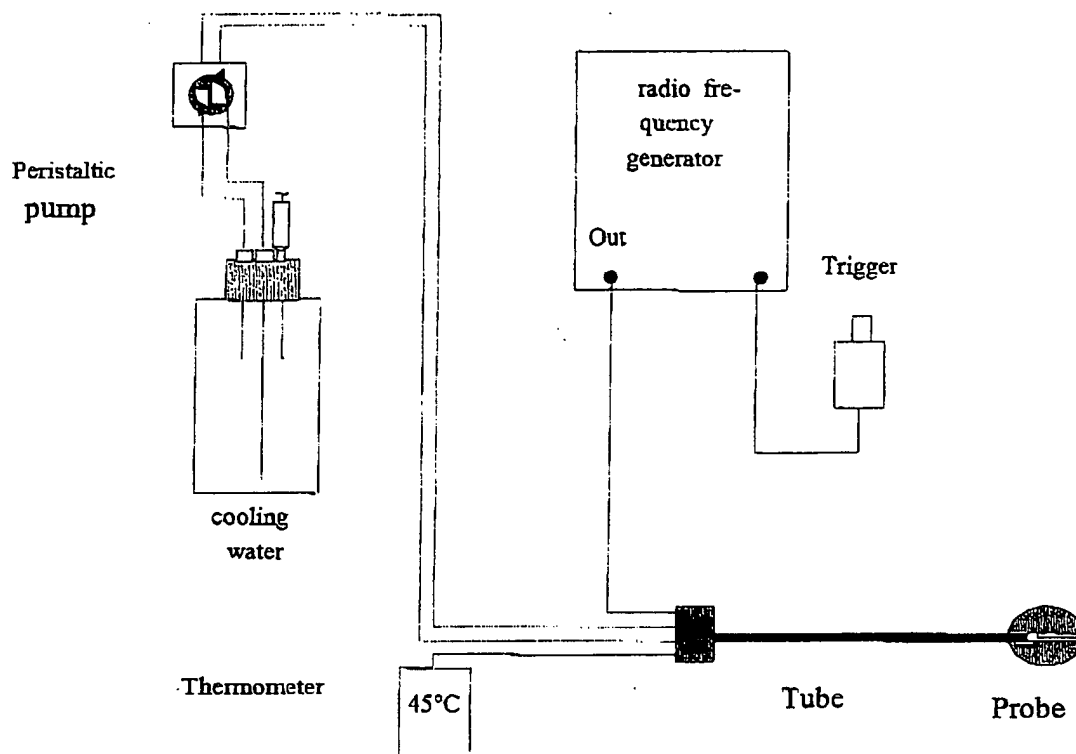 radio fre-
quency
generator
Peristaltic
pump
Out
Trigger
cooling
water
Thermometer
45°C
Tube
Probe